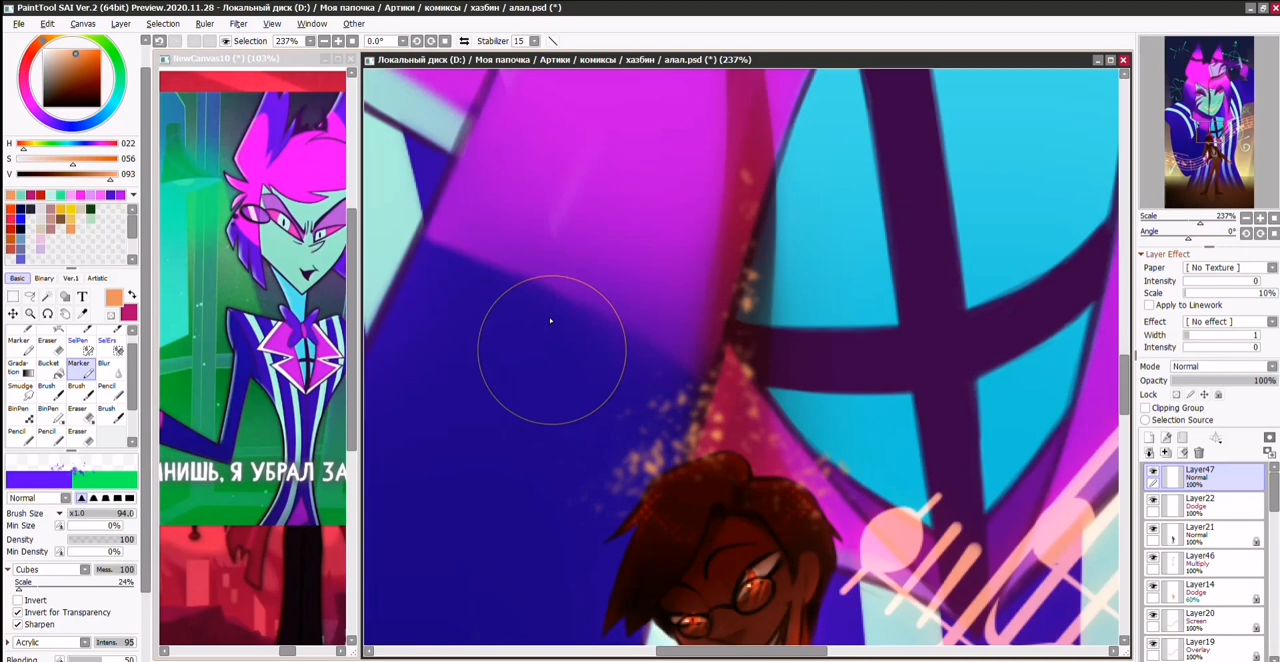 PaintTool SAI Ver.2 (64bit) Preview.2020.11.28 - Локальный диск (D:) / Моя папочка / Артики / комиксы / хазбин / алал.psd (*)
File Edit Canvas Layer Selection Ruler Filter View Window Other
Selection 237% 0.0° Stabilizer 15
NewCanvas10 (*) (103%)
Локальный диск (D:) / Моя папочка / Артики / комиксы / хазбин / алал.psd (*) (237%)
H 022
S 056
V 093
Basic Binary Ver.1 Artistic
T
Marker Eraser SelPen SelErs
Grada-tion Bucket Marker Blur
Smudge Brush Brush Pencil
BinPen BinPen Eraser Brush
Pencil Pencil Eraser
Normal
Brush Size x1.0 94.0
Min Size 0%
Density 100
Min Density 0%
Cubes Mess. 100
Scale 24%
Invert
Invert for Transparency
Sharpen
Acrylic Intens. 95
Blending 50
МНИШЬ, Я УБРАЛ ЗА
Scale 237%
Angle 0°
Layer Effect
Paper [ No Texture ]
Intensity 0
Scale 10%
Apply to Linework
Effect [ No effect ]
Width 1
Intensity 0
Mode Normal
Opacity 100%
Lock
Clipping Group
Selection Source
Layer47
Normal
100%
Layer22
Dodge
100%
Layer21
Normal
100%
Layer46
Multiply
100%
Layer14
Dodge
60%
Layer20
Screen
100%
Layer19
Overlay
100%